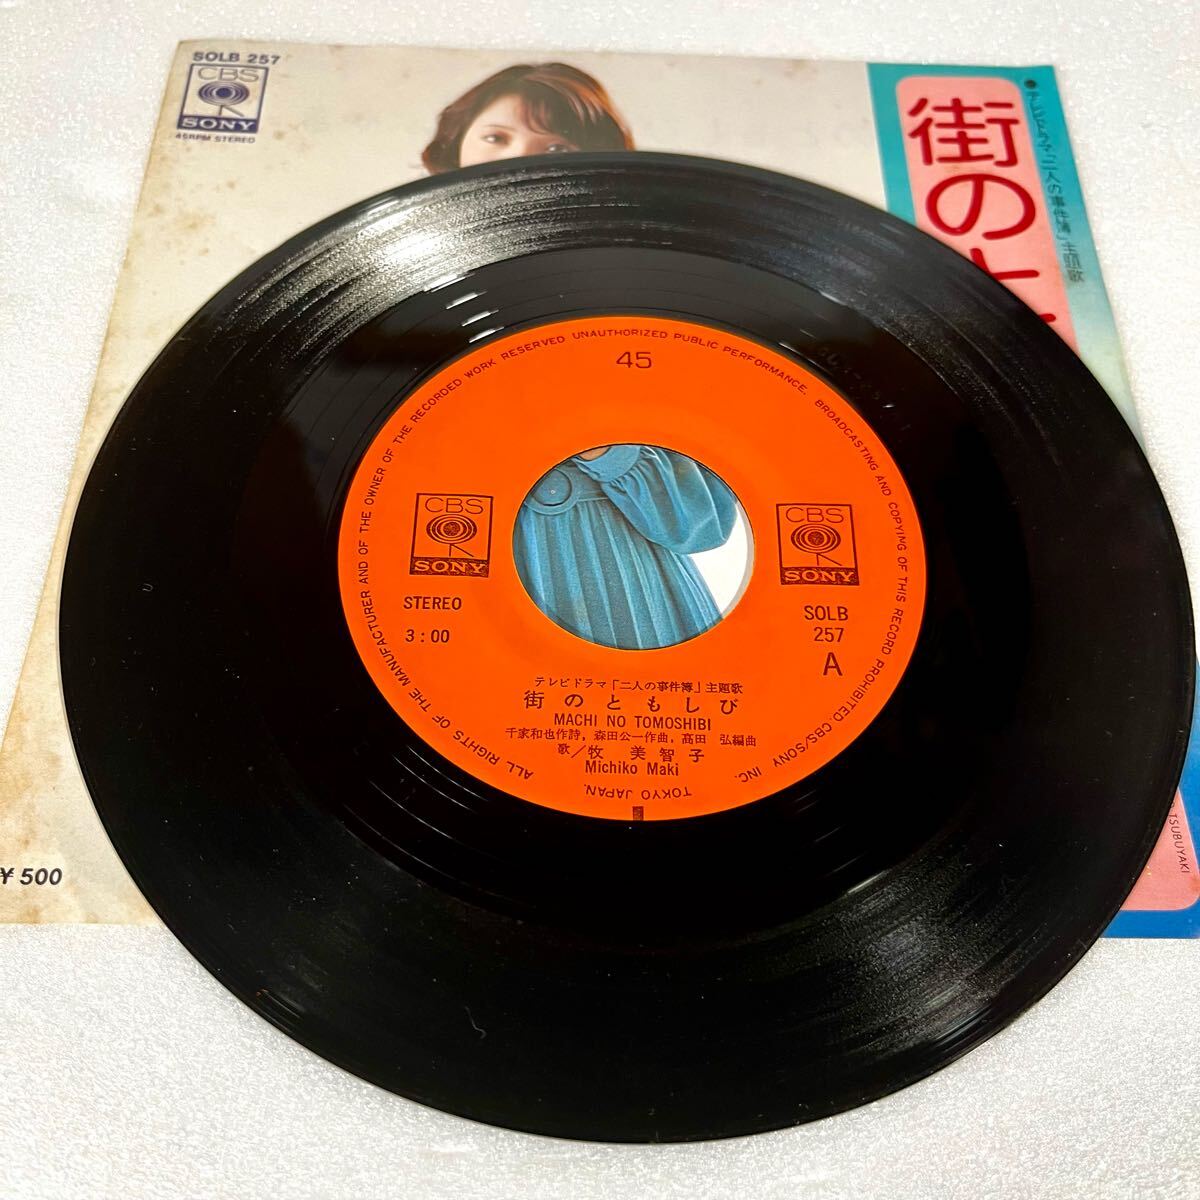 SOLB 257
CBS
SONY
45RPM STEREO
街のと
●テレビドラマ・「二人の事件簿」主題歌
¥500
TSUBUYAKI
45
CBS
SONY
STEREO
3:00
CBS
SONY
SOLB
257
A
テレビドラマ「二人の事件簿」主題歌
街のともしび
MACHI NO TOMOSHIBI
千家和也作詩, 森田公一作曲, 高田 弘編曲
歌/牧 美智子
Michiko Maki
ALL RIGHTS OF THE MANUFACTURER AND OF THE OWNER OF THE RECORDED WORK RESERVED UNAUTHORIZED PUBLIC PERFORMANCE. BROADCASTING AND COPYING OF THIS RECORD PROHIBITED. CBS/SONY INC.
TOKYO JAPAN.